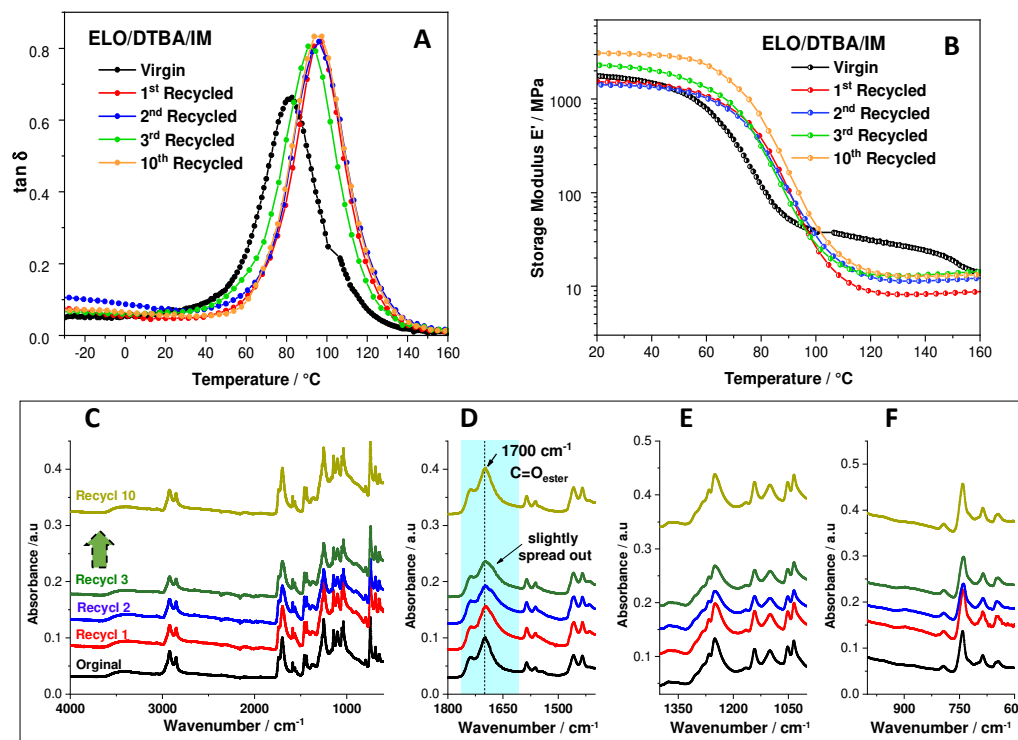 A
ELO/DTBA/IM
Virgin
1st Recycled
2nd Recycled
3rd Recycled
10th Recycled
tan δ
0.8
0.6
0.4
0.2
0.0
-20 0 20 40 60 80 100 120 140 160
Temperature / °C
B
ELO/DTBA/IM
Virgin
1st Recycled
2nd Recycled
3rd Recycled
10th Recycled
Storage Modulus E' / MPa
1000
100
10
20 40 60 80 100 120 140 160
Temperature / °C
C
Absorbance /a.u
0.4
0.3
0.2
0.1
0.0
Recycl 10
Recycl 3
Recycl 2
Recycl 1
Orginal
4000 3000 2000 1000
Wavenumber / cm-1
D
1700 cm-1
C=Oester
slightly
spread out
Absorbance / a.u
0.4
0.3
0.2
0.1
0.0
1800 1650 1500
Wavenumber / cm-1
E
Absorbance / a.u
0.5
0.4
0.3
0.2
0.1
1350 1200 1050
Wavenumber / cm-1
F
Absorbance / a.u
0.5
0.4
0.3
0.2
0.1
0.0
900 750 60
Wavenumber / cm-1